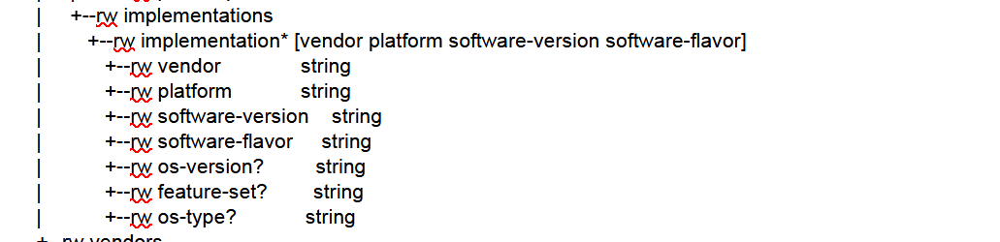 |     +--rw implementations
|        +--rw implementation* [vendor platform software-version software-flavor]
|           +--rw vendor              string
|           +--rw platform            string
|           +--rw software-version    string
|           +--rw software-flavor     string
|           +--rw os-version?         string
|           +--rw feature-set?        string
|           +--rw os-type?            string
+--rw vendors